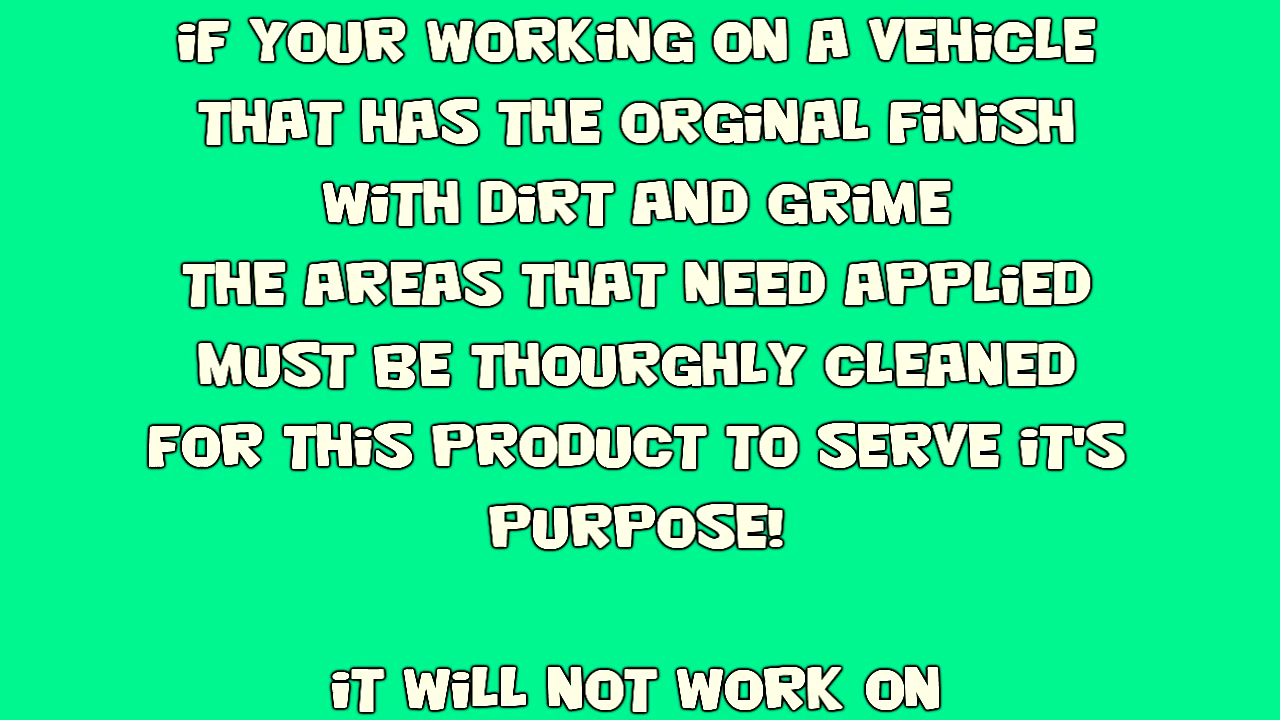 iF YOUR WORKiNG ON A VEHiCLE
THAT HAS THE ORGiNAL FiNiSH
WiTH DiRT AND GRiME
THE AREAS THAT NEED APPLiED
MUST BE THOURGHLY CLEANED
FOR THiS PRODUCT TO SERVE iT'S
PURPOSE!
iT WiLL NOT WORK ON